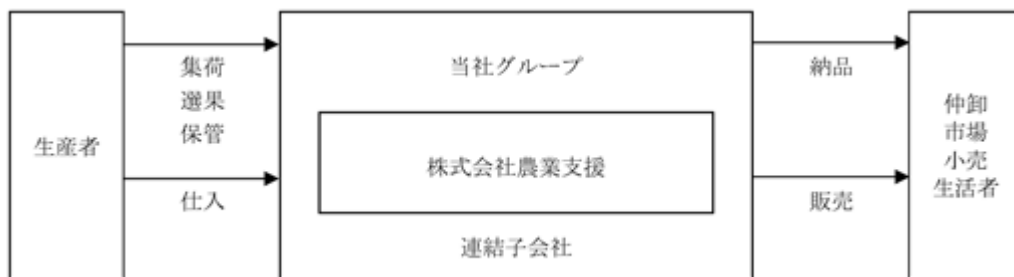 生産者
集荷
選果
保管
仕入
当社グループ
株式会社農業支援
連結子会社
納品
販売
仲卸
市場
小売
生活者